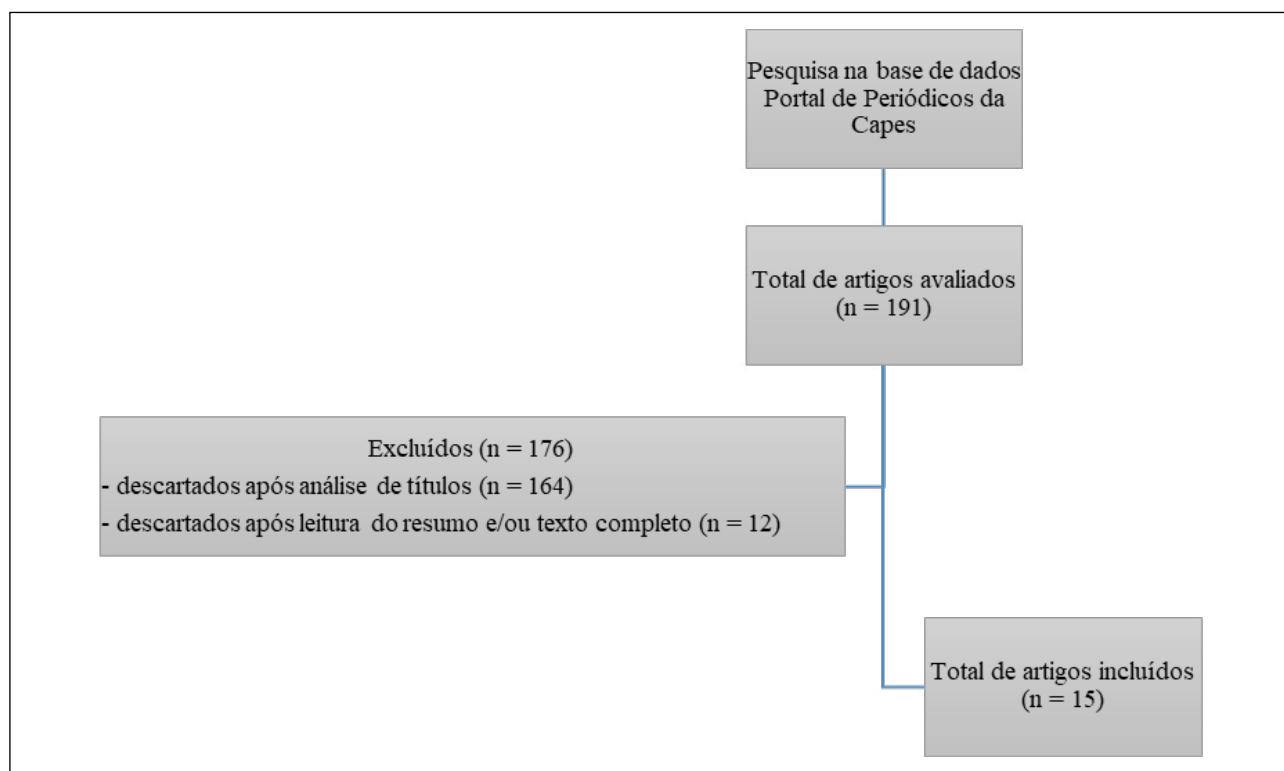 Pesquisa na base de dados
Portal de Periódicos da
Capes
Total de artigos avaliados
(n = 191)
Excluídos (n = 176)
- descartados após análise de títulos (n = 164)
- descartados após leitura do resumo e/ou texto completo (n = 12)
Total de artigos incluídos
(n = 15)